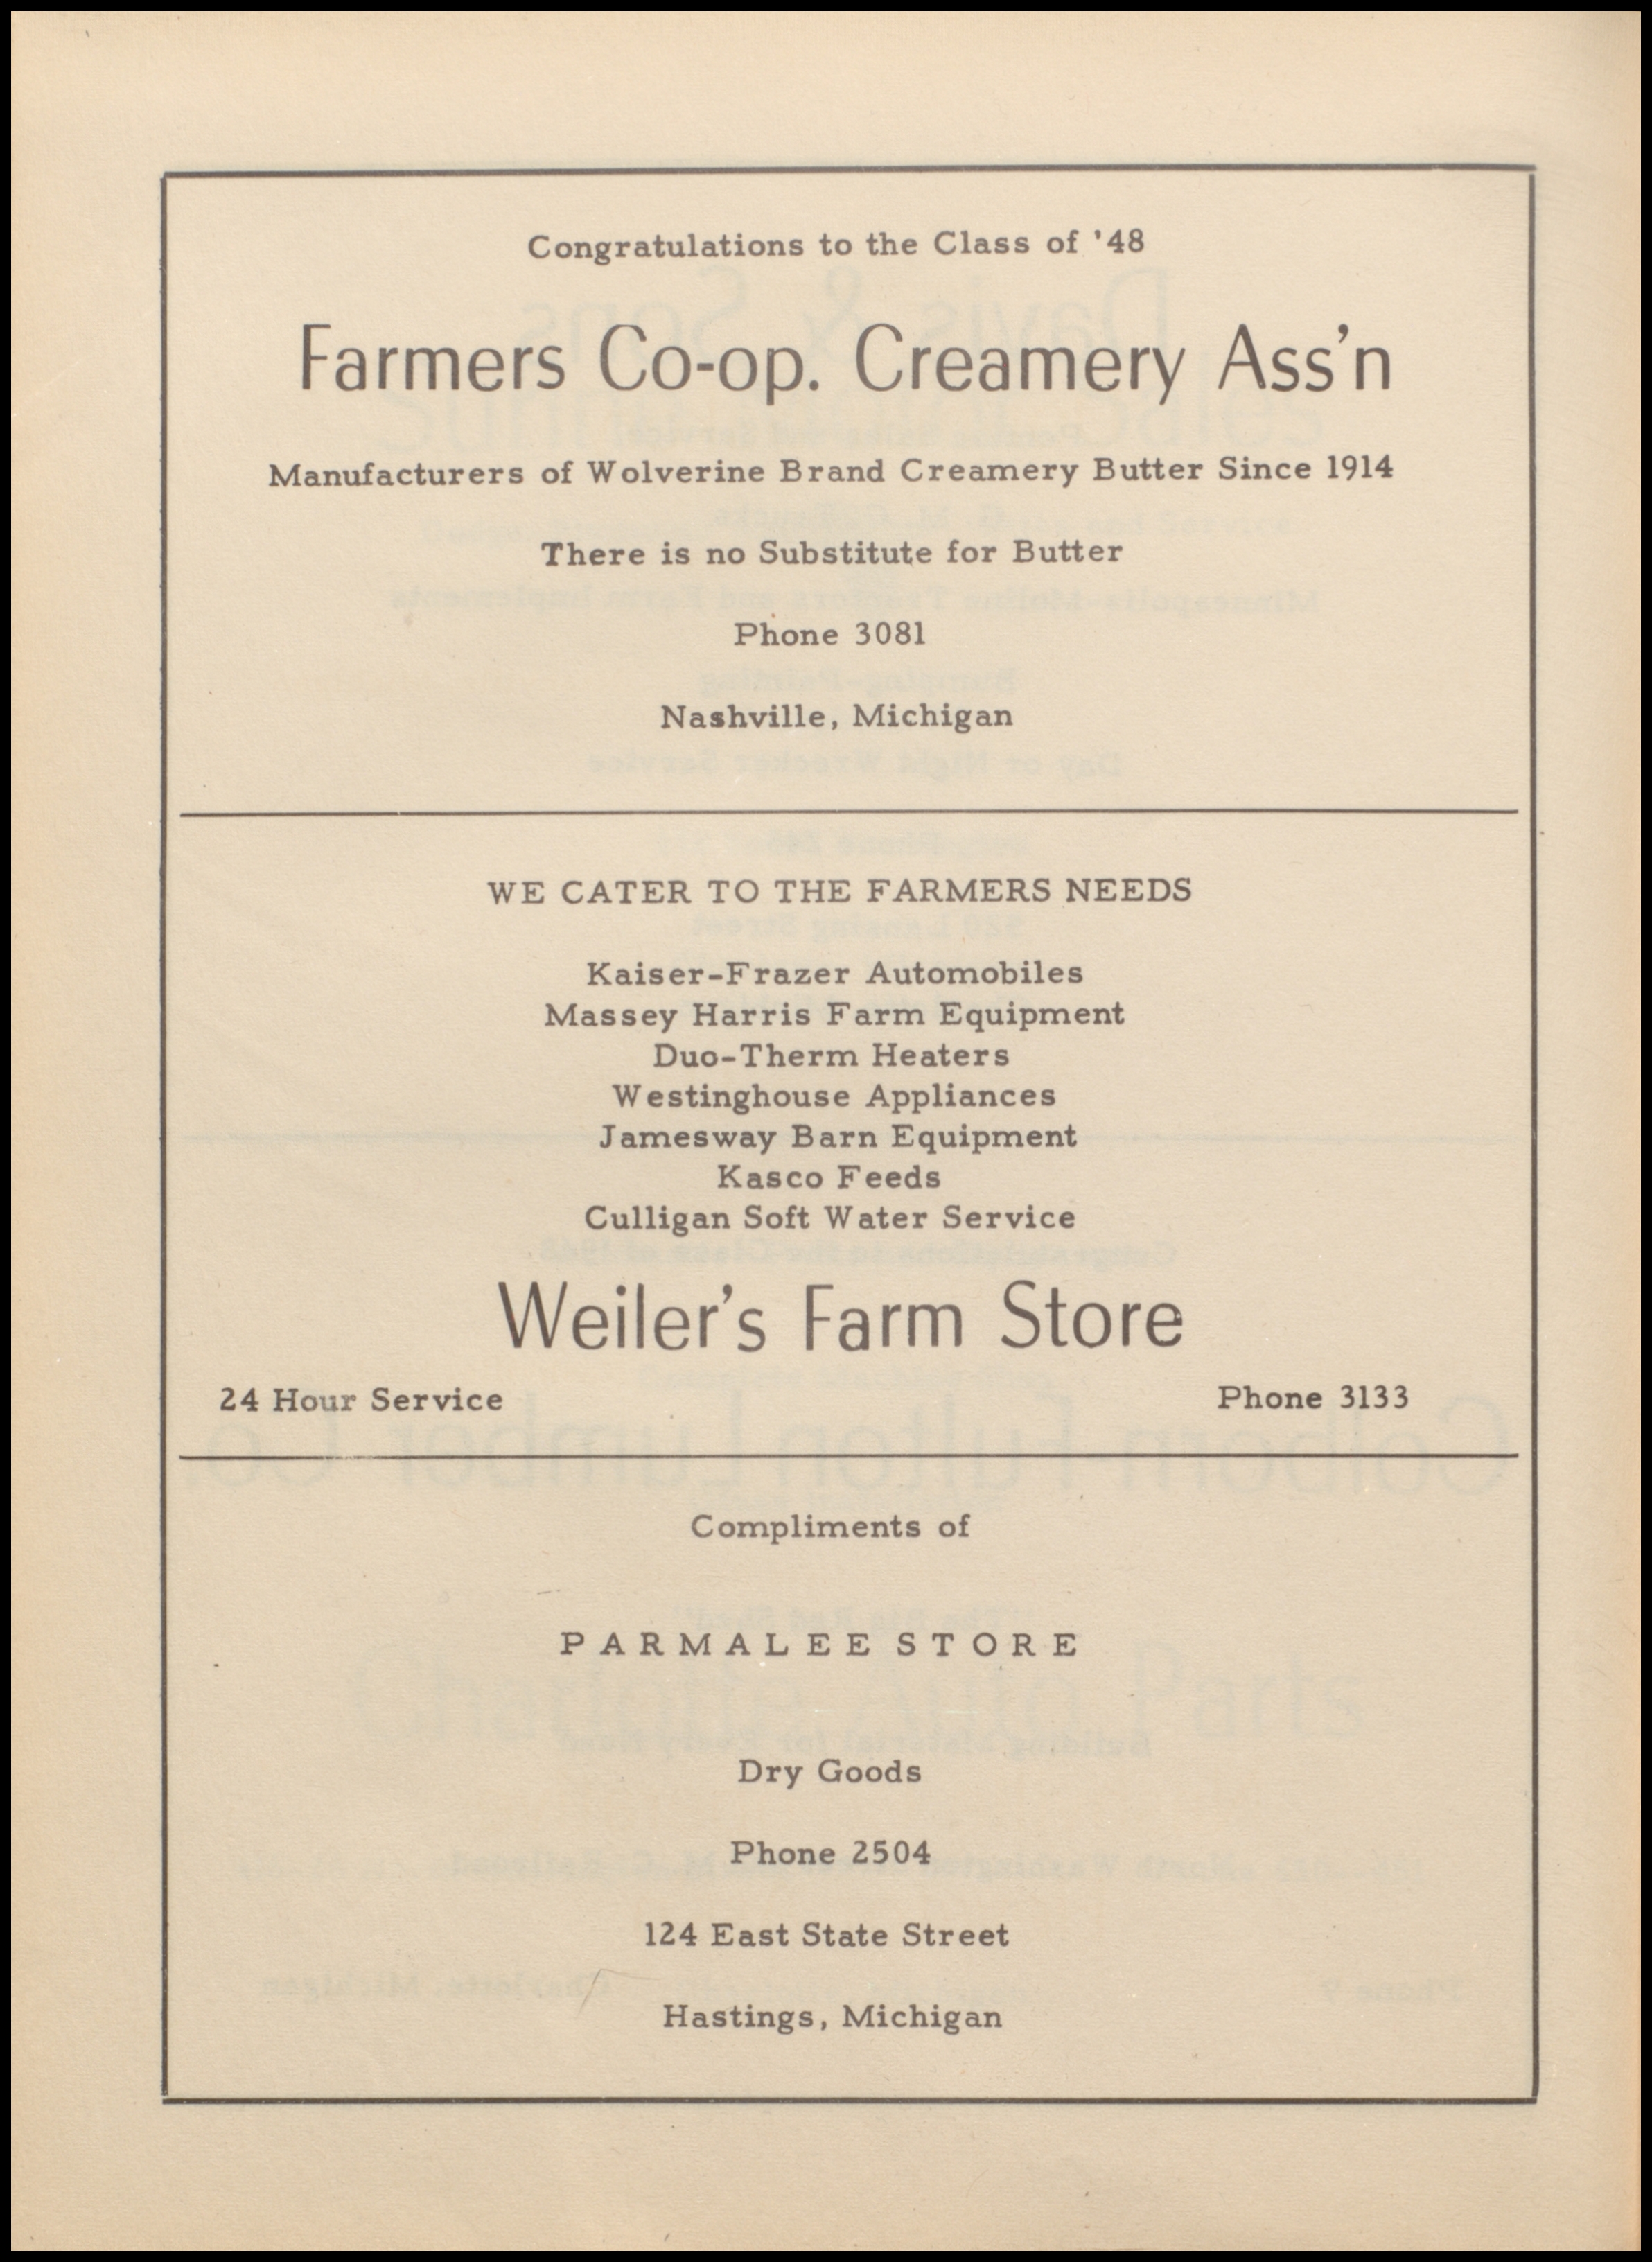 Congratulations to the Class of '48
Farmers Co-op. Creamery Ass'n
Manufacturers of Wolverine Brand Creamery Butter Since 1914
There is no Substitute for Butter
Phone 3081
Nashville, Michigan
WE CATER TO THE FARMERS NEEDS
Kaiser-Frazer Automobiles
Massey Harris Farm Equipment
Duo-Therm Heaters
Westinghouse Appliances
Jamesway Barn Equipment
Kasco Feeds
Culligan Soft Water Service
Weiler's Farm Store
24 Hour Service Phone 3133
Compliments of
PARMALEE STORE
Dry Goods
Phone 2504
124 East State Street
Hastings, Michigan